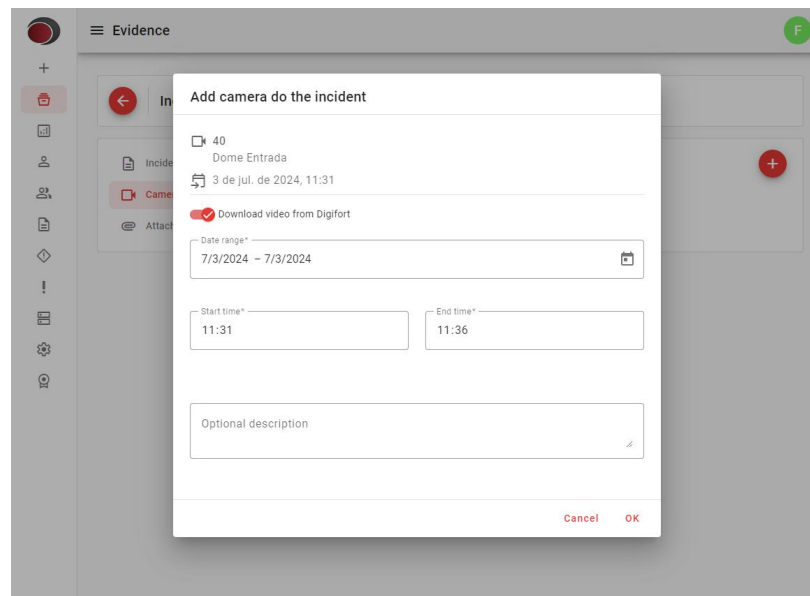 Evidence
F
In
Add camera do the incident
40
Dome Entrada
3 de jul. de 2024, 11:31
Incide
Came
Attach
Download video from Digifort
Date range*
7/3/2024 – 7/3/2024
Start time*
11:31
End time*
11:36
Optional description
Cancel
OK